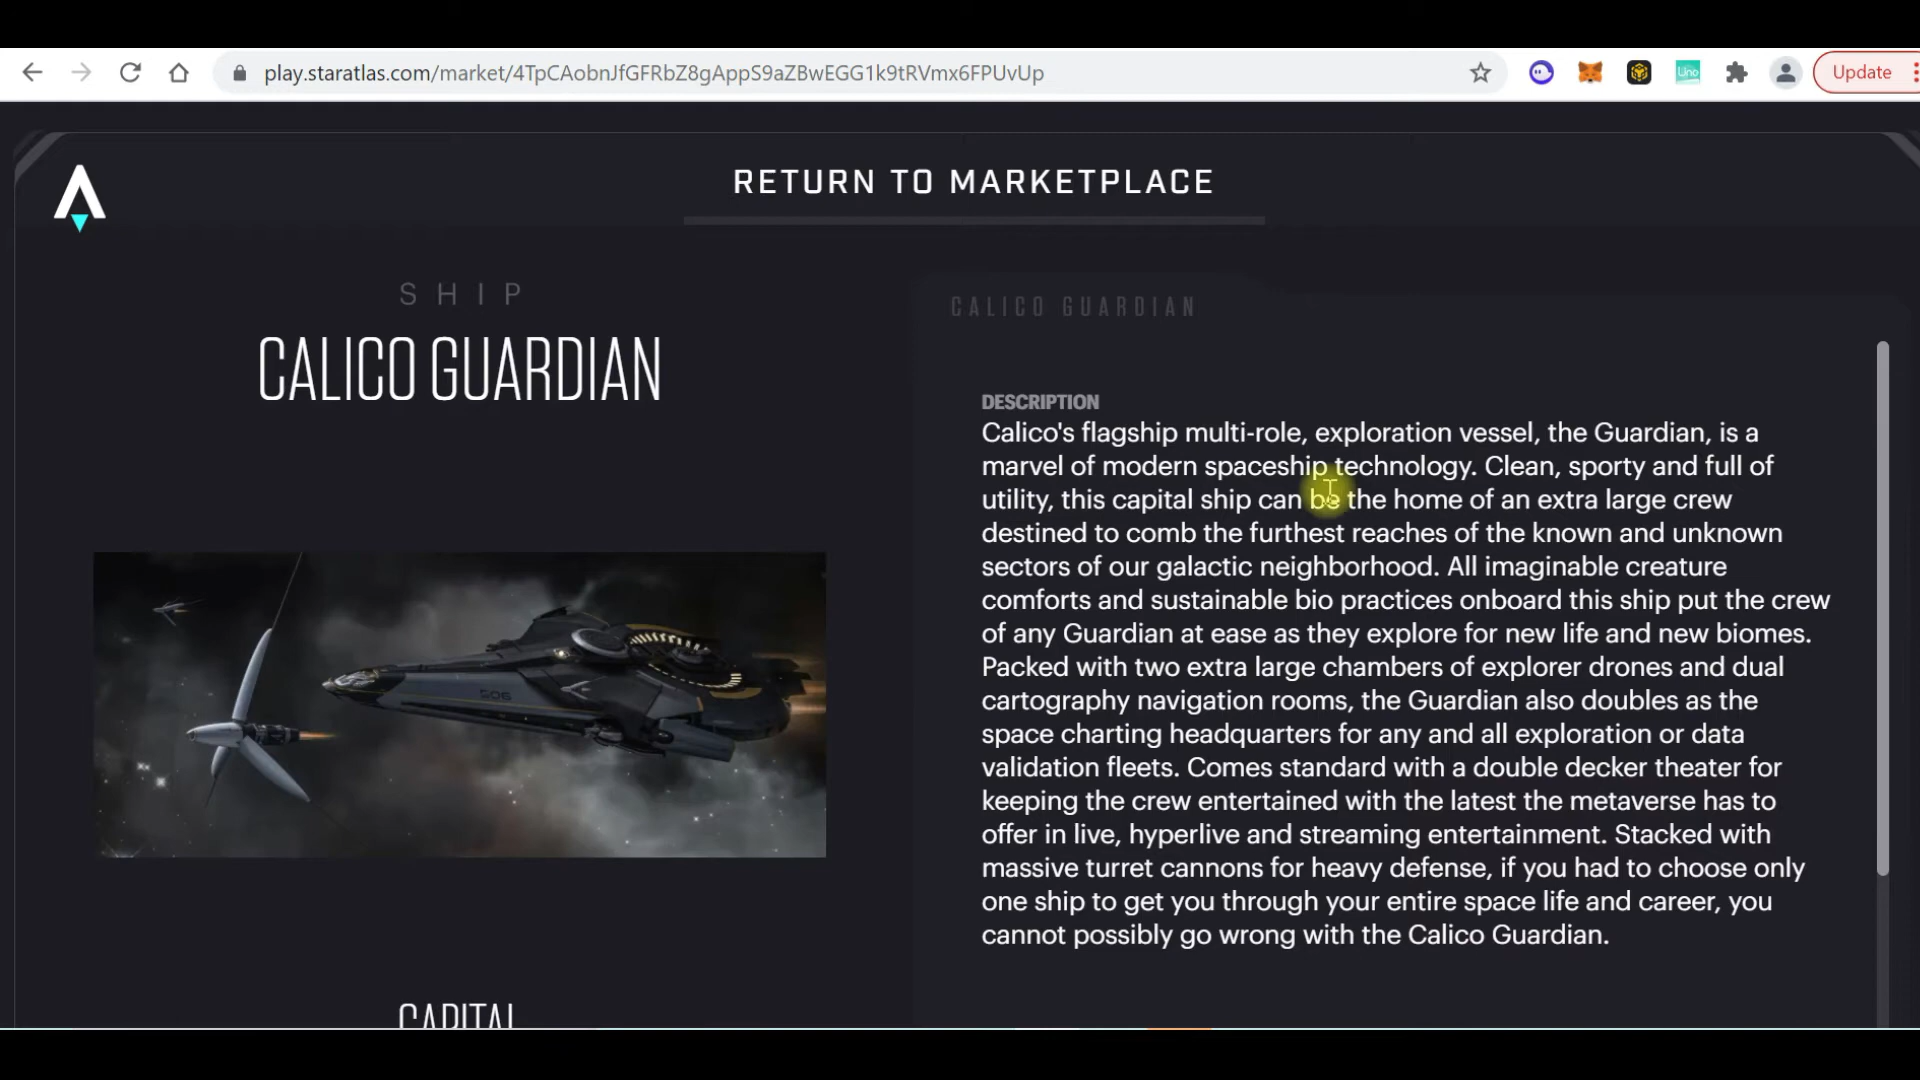 play.staratlas.com/market/4TpCAobnJfGFRbZ8gAppS9aZBwEGG1k9tRVmx6FPUvUp
Uno
Update
RETURN TO MARKETPLACE
SHIP
CALICO GUARDIAN
CALICO GUARDIAN
DESCRIPTION
Calico's flagship multi-role, exploration vessel, the Guardian, is a
marvel of modern spaceship technology. Clean, sporty and full of
utility, this capital ship can be the home of an extra large crew
destined to comb the furthest reaches of the known and unknown
sectors of our galactic neighborhood. All imaginable creature
comforts and sustainable bio practices onboard this ship put the crew
of any Guardian at ease as they explore for new life and new biomes.
Packed with two extra large chambers of explorer drones and dual
cartography navigation rooms, the Guardian also doubles as the
space charting headquarters for any and all exploration or data
validation fleets. Comes standard with a double decker theater for
keeping the crew entertained with the latest the metaverse has to
offer in live, hyperlive and streaming entertainment. Stacked with
massive turret cannons for heavy defense, if you had to choose only
one ship to get you through your entire space life and career, you
cannot possibly go wrong with the Calico Guardian.
506
CAPITAL